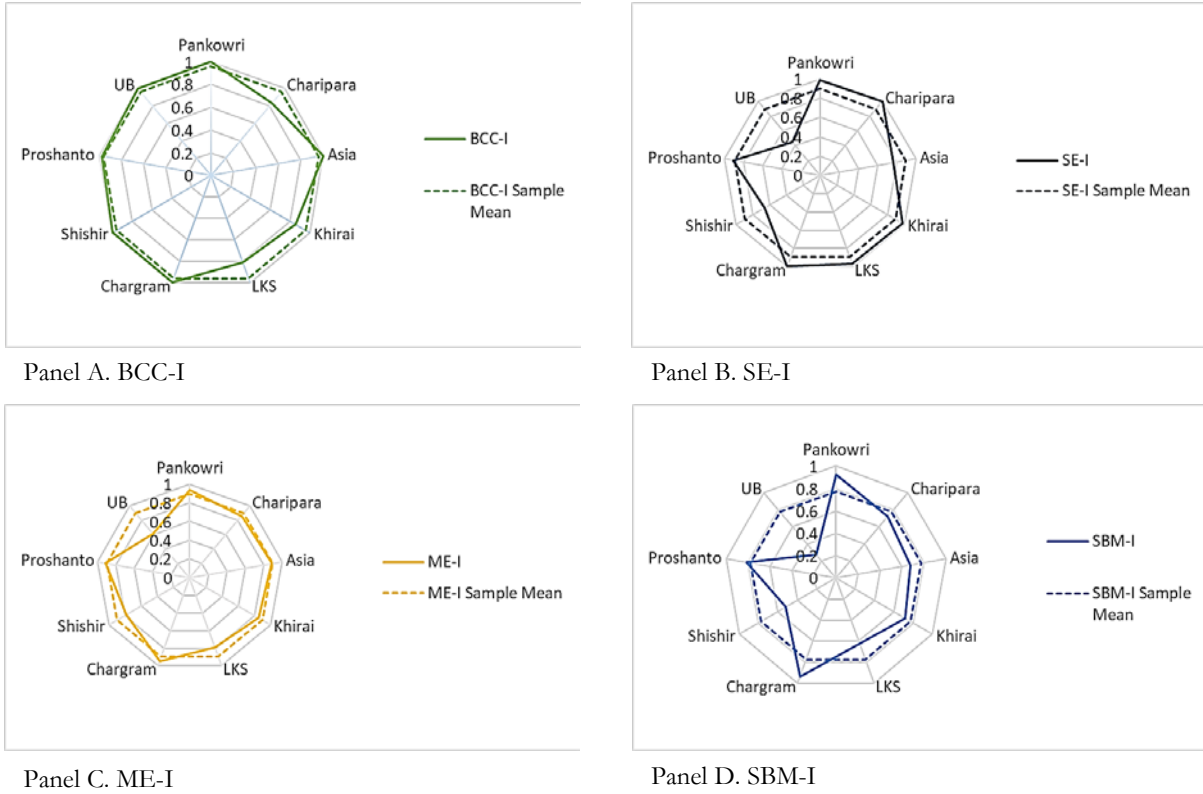 Pankowri
Charipara
Asia
Khirai
LKS
Chargram
Shishir
Proshanto
UB
1
0.8
0.6
0.4
0.2
0
BCC-I
BCC-I Sample
Mean
Panel A. BCC-I
Pankowri
Charipara
Asia
Khirai
LKS
Chargram
Shishir
Proshanto
UB
1
0.8
0.6
0.4
0.2
0
SE-I
SE-I Sample Mean
Panel B. SE-I
Pankowri
Charipara
Asia
Khirai
LKS
Chargram
Shishir
Proshanto
UB
1
0.8
0.6
0.4
0.2
0
ME-I
ME-I Sample Mean
Panel C. ME-I
Pankowri
Charipara
Asia
Khirai
LKS
Chargram
Shishir
Proshanto
UB
1
0.8
0.6
0.4
0.2
0
SBM-I
SBM-I Sample
Mean
Panel D. SBM-I